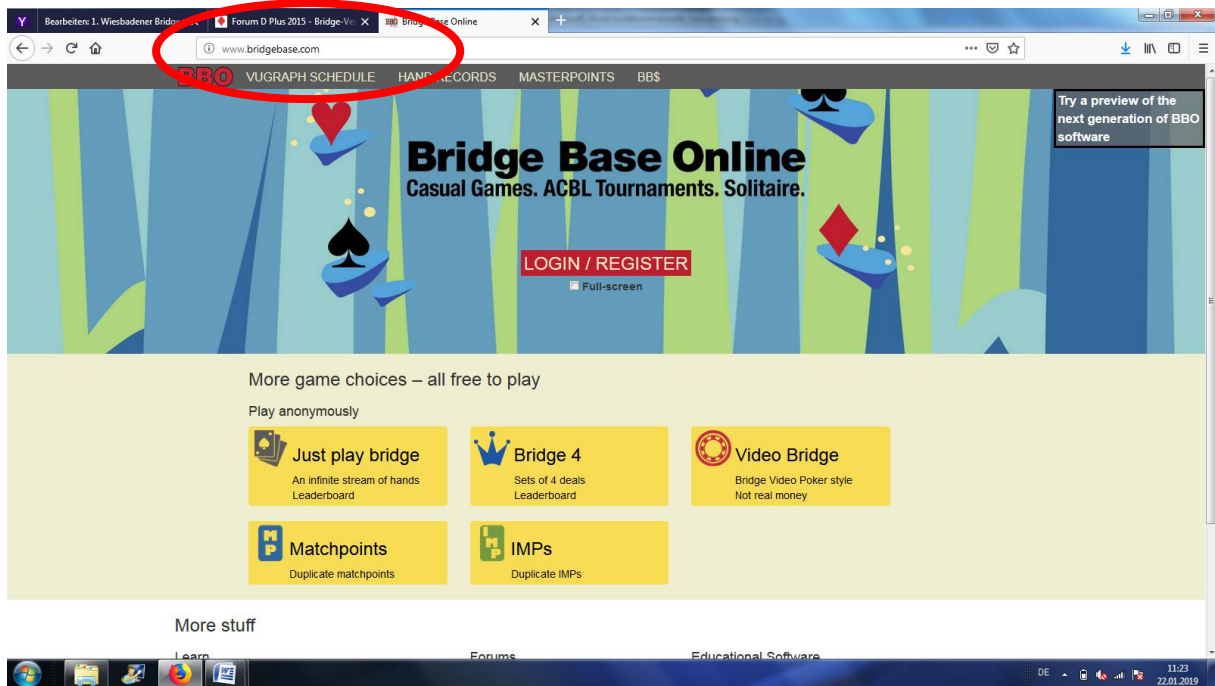 Y Bearbeiten: 1. Wiesbadener Bridge
Forum D Plus 2015 - Bridge-Ve X
BBO Bridge Base Online X +
www.bridgebase.com
BBO VUGRAPH SCHEDULE HAND RECORDS MASTERPOINTS BB$
Try a preview of the
next generation of BBO
software
Bridge Base Online
Casual Games. ACBL Tournaments. Solitaire.
LOGIN / REGISTER
Full-screen
More game choices – all free to play
Play anonymously
Just play bridge
An infinite stream of hands
Leaderboard
Bridge 4
Sets of 4 deals
Leaderboard
Video Bridge
Bridge Video Poker style
Not real money
MP
Matchpoints
Duplicate matchpoints
IMP
IMPs
Duplicate IMPs
More stuff
Learn Forums Educational Software
DE
11:23
22.01.2019